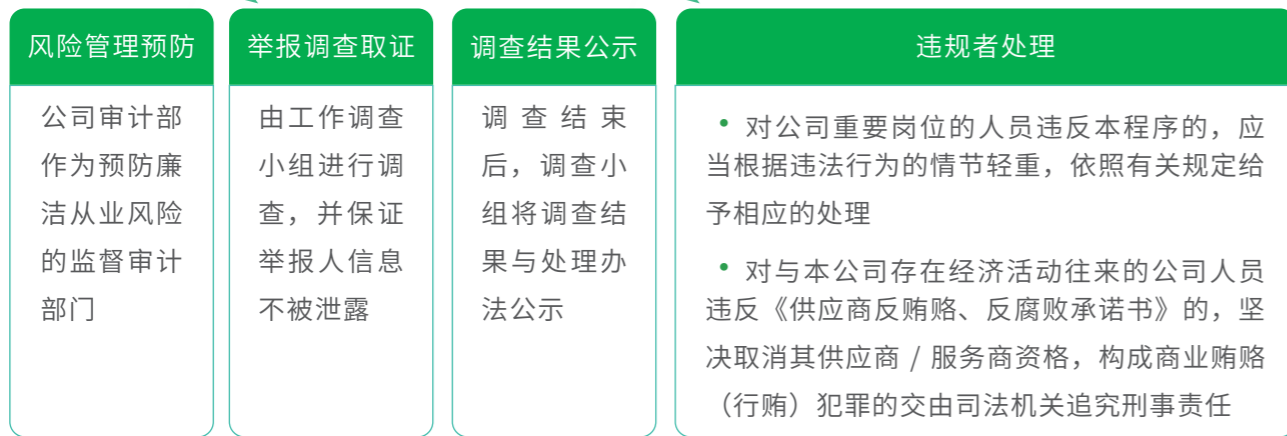 风险管理预防
公司审计部
作为预防廉
洁从业风险
的监督审计
部门
举报调查取证
由工作调查
小组进行调
查，并保证
举报人信息
不被泄露
调查结果公示
调查结束
后，调查小
组将调查结
果与处理办
法公示
违规者处理
• 对公司重要岗位的人员违反本程序的，应
当根据违法行为的情节轻重，依照有关规定给
予相应的处理
• 对与本公司存在经济活动往来的公司人员
违反《供应商反贿赂、反腐败承诺书》的，坚
决取消其供应商 / 服务商资格，构成商业贿赂
（行贿）犯罪的交由司法机关追究刑事责任